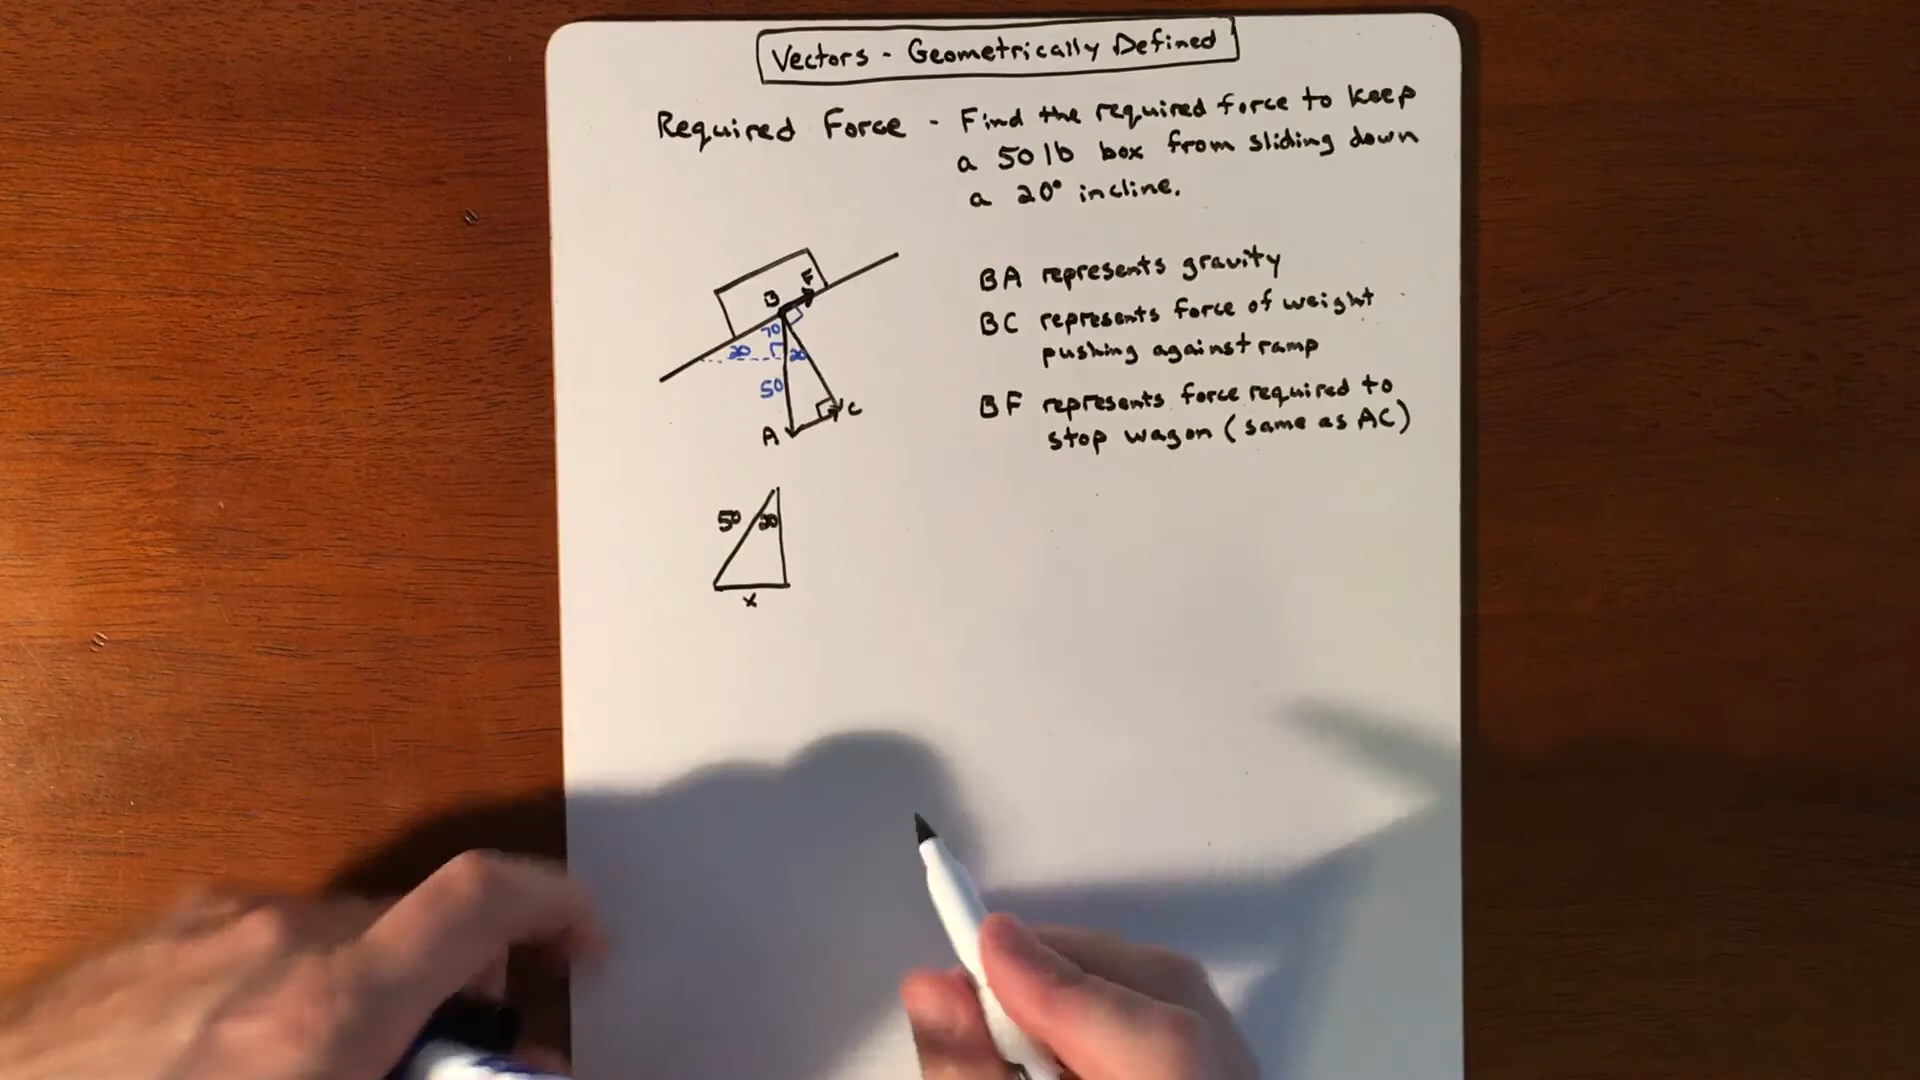 Vectors - Geometrically Defined
Required Force - Find the required force to keep
a 50 lb box from sliding down
a 20° incline.
BA represents gravity
BC represents force of weight
pushing against ramp
BF represents force required to
stop wagon (same as AC)
F
B
70
20
20
50
C
A
50
20
x